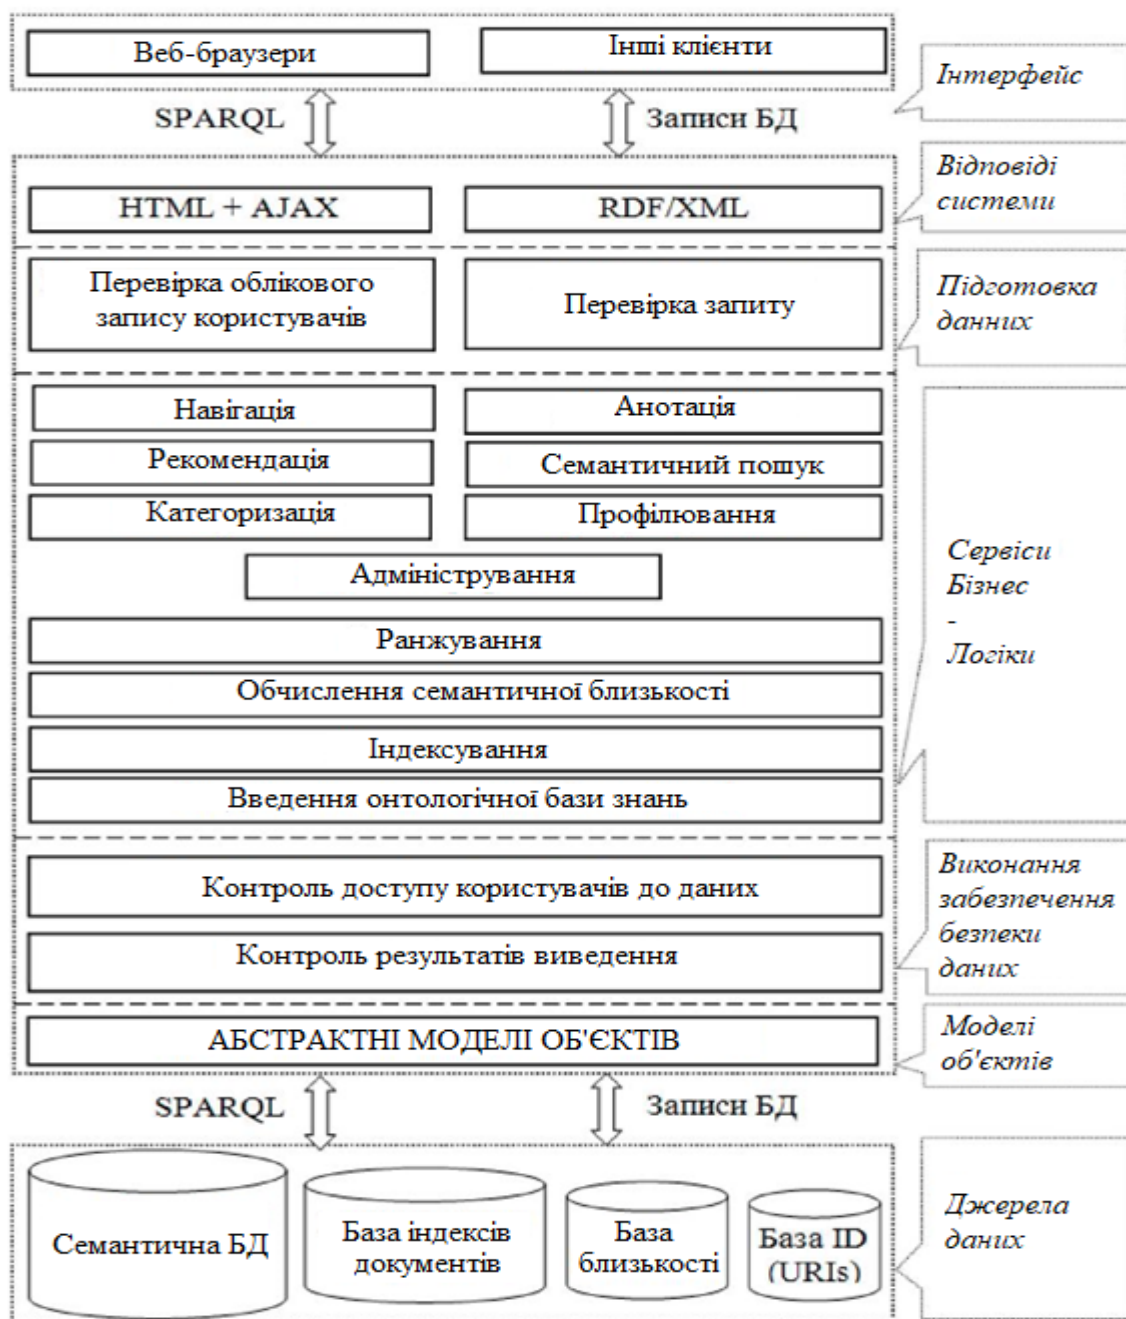 Веб-браузери
Інші клієнти
Інтерфейс
SPARQL
Записи БД
Відповіді
системи
HTML + AJAX
RDF/XML
Перевірка облікового
запису користувачів
Перевірка запиту
Підготовка
данних
Навігація
Анотація
Рекомендація
Семантичний пошук
Категоризація
Профілювання
Адміністрування
Ранжування
Обчислення семантичної близькості
Індексування
Введення онтологічної бази знань
Сервіси
Бізнес
-
Логіки
Контроль доступу користувачів до даних
Контроль результатів виведення
Виконання
забезпечення
безпеки
даних
АБСТРАКТНІ МОДЕЛІ ОБ'ЄКТІВ
Моделі
об'єктів
SPARQL
Записи БД
Семантична БД
База індексів
документів
База
близькості
База ID
(URIs)
Джерела
даних